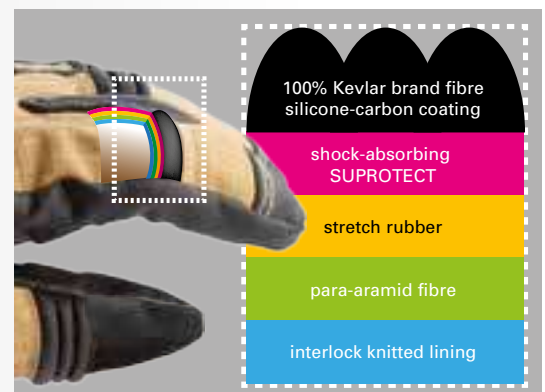 100% Kevlar brand fibre
silicone-carbon coating
shock-absorbing
SUPROTECT
stretch rubber
para-aramid fibre
interlock knitted lining